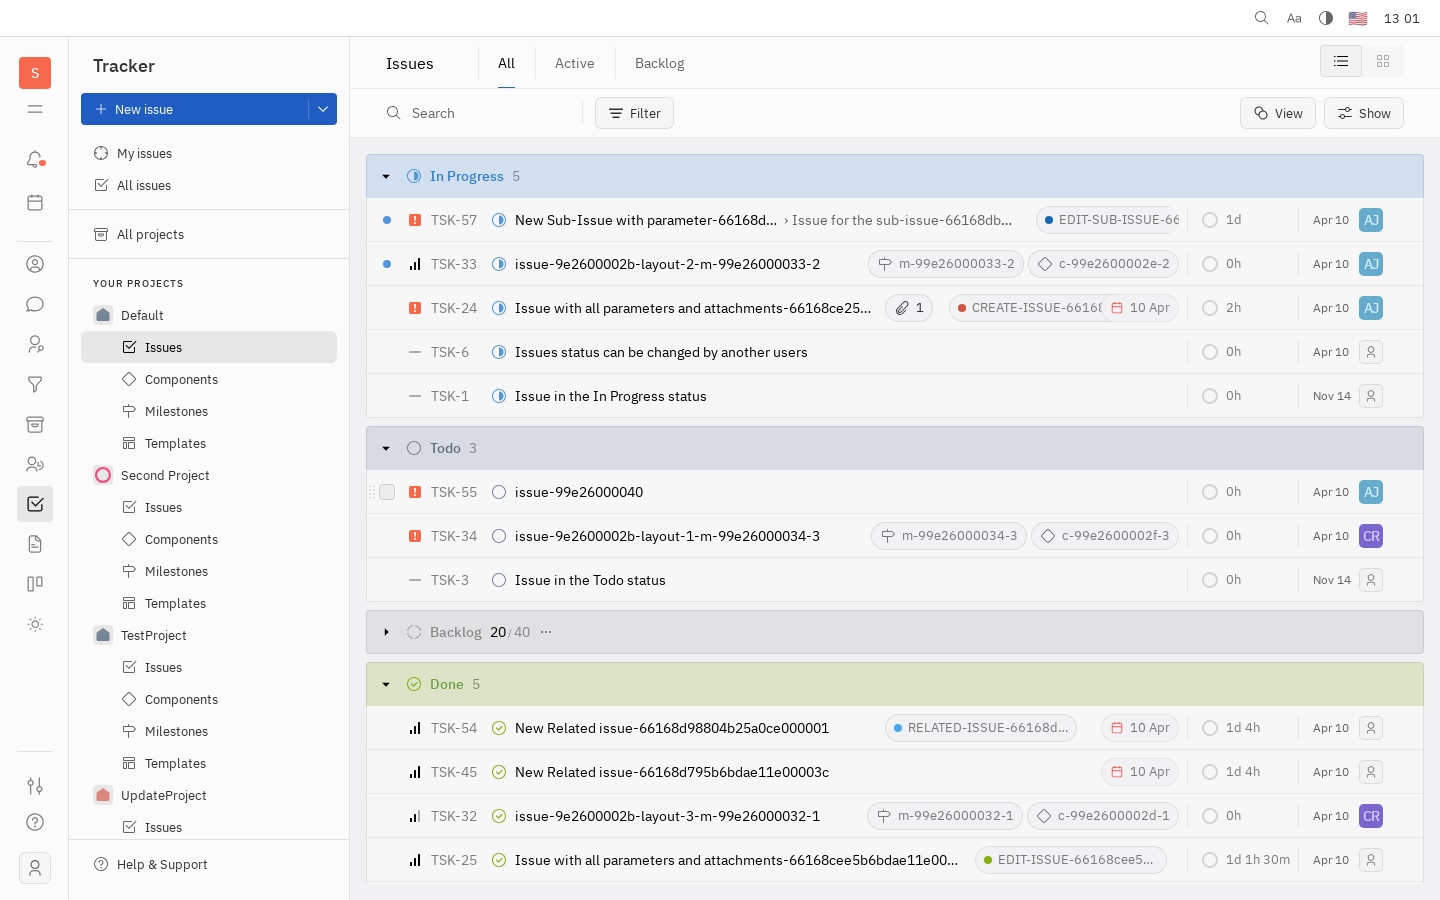 Aa 13 01
S
Tracker
New issue
My issues
All issues
All projects
YOUR PROJECTS
Default
Issues
Components
Milestones
Templates
Second Project
Issues
Components
Milestones
Templates
TestProject
Issues
Components
Milestones
Templates
UpdateProject
Issues
Help & Support
Issues All Active Backlog
Search Filter View Show
In Progress 5
TSK-57 New Sub-Issue with parameter-66168d... › Issue for the sub-issue-66168db... EDIT-SUB-ISSUE-66 1d Apr 10 AJ
TSK-33 issue-9e2600002b-layout-2-m-99e26000033-2 m-99e26000033-2 c-99e2600002e-2 0h Apr 10 AJ
TSK-24 Issue with all parameters and attachments-66168ce25... 1 CREATE-ISSUE-66168 10 Apr 2h Apr 10 AJ
TSK-6 Issues status can be changed by another users 0h Apr 10
TSK-1 Issue in the In Progress status 0h Nov 14
Todo 3
TSK-55 issue-99e26000040 0h Apr 10 AJ
TSK-34 issue-9e2600002b-layout-1-m-99e26000034-3 m-99e26000034-3 c-99e2600002f-3 0h Apr 10 CR
TSK-3 Issue in the Todo status 0h Nov 14
Backlog 20/40 ···
Done 5
TSK-54 New Related issue-66168d98804b25a0ce000001 RELATED-ISSUE-66168d... 10 Apr 1d 4h Apr 10
TSK-45 New Related issue-66168d795b6bdae11e00003c 10 Apr 1d 4h Apr 10
TSK-32 issue-9e2600002b-layout-3-m-99e26000032-1 m-99e26000032-1 c-99e2600002d-1 0h Apr 10 CR
TSK-25 Issue with all parameters and attachments-66168cee5b6bdae11e00... EDIT-ISSUE-66168cee5... 1d 1h 30m Apr 10